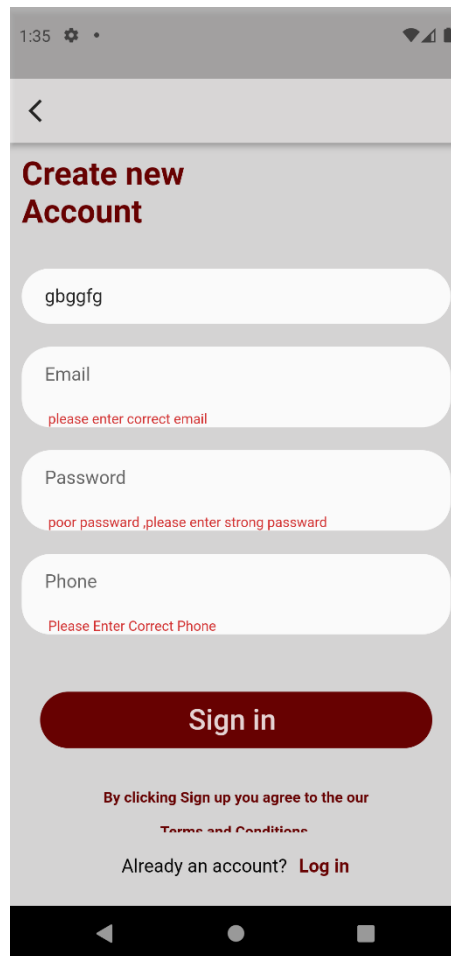 1:35
Create new
Account
gbggfg
Email
please enter correct email
Password
poor passward ,please enter strong passward
Phone
Please Enter Correct Phone
Sign in
By clicking Sign up you agree to the our
Terms and Conditions
Already an account? Log in